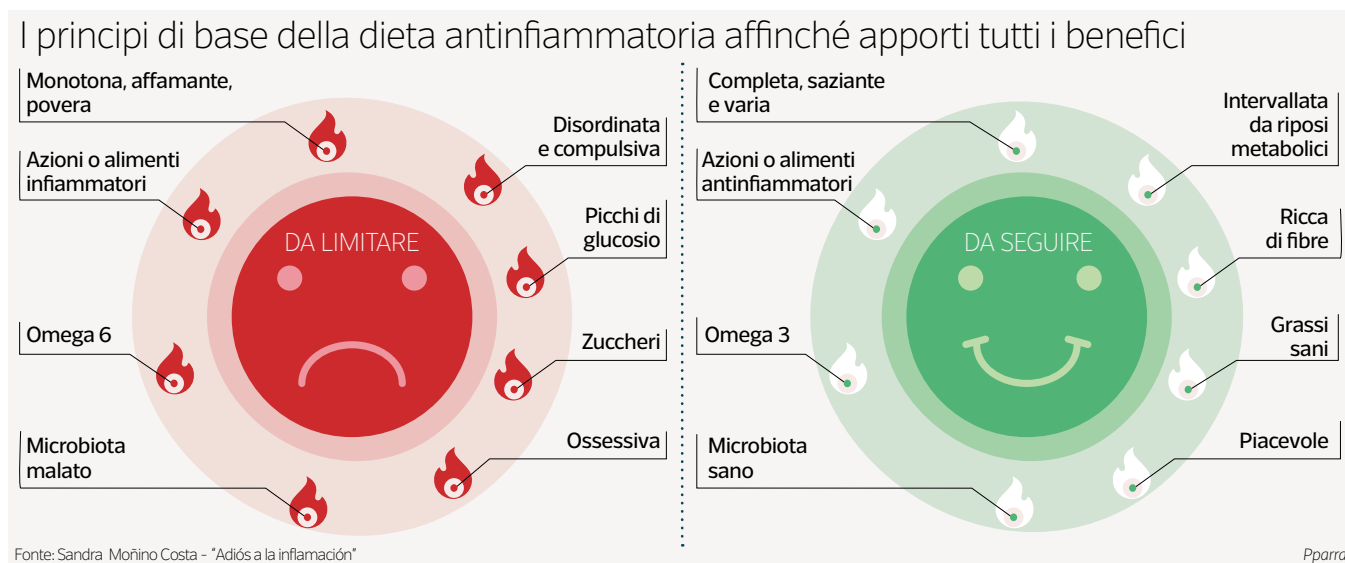 I principi di base della dieta antinfiammatoria affinché apporti tutti i benefici
Monotona, affamante,
povera
Azioni o alimenti
infiammatori
Omega 6
Microbiota
malato
DA LIMITARE
Disordinata
e compulsiva
Picchi di
glucosio
Zuccheri
Ossessiva
Completa, saziante
e varia
Azioni o alimenti
antinfiammatori
Omega 3
Microbiota
sano
DA SEGUIRE
Intervallata
da riposi
metabolici
Ricca
di fibre
Grassi
sani
Piacevole
Fonte: Sandra Moñino Costa - "Adiós a la inflamación"
Pparra